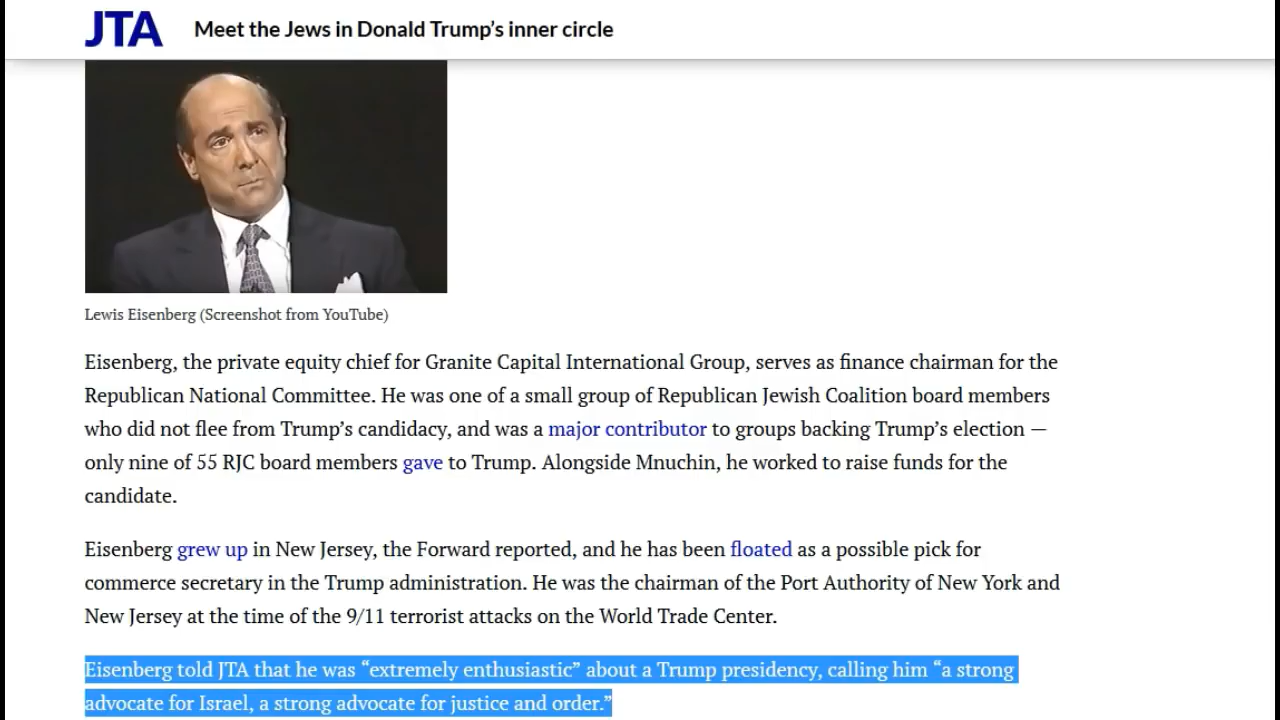 JTA Meet the Jews in Donald Trump’s inner circle
Lewis Eisenberg (Screenshot from YouTube)
Eisenberg, the private equity chief for Granite Capital International Group, serves as finance chairman for the
Republican National Committee. He was one of a small group of Republican Jewish Coalition board members
who did not flee from Trump’s candidacy, and was a major contributor to groups backing Trump’s election —
only nine of 55 RJC board members gave to Trump. Alongside Mnuchin, he worked to raise funds for the
candidate.
Eisenberg grew up in New Jersey, the Forward reported, and he has been floated as a possible pick for
commerce secretary in the Trump administration. He was the chairman of the Port Authority of New York and
New Jersey at the time of the 9/11 terrorist attacks on the World Trade Center.
Eisenberg told JTA that he was “extremely enthusiastic” about a Trump presidency, calling him “a strong
advocate for Israel, a strong advocate for justice and order.”